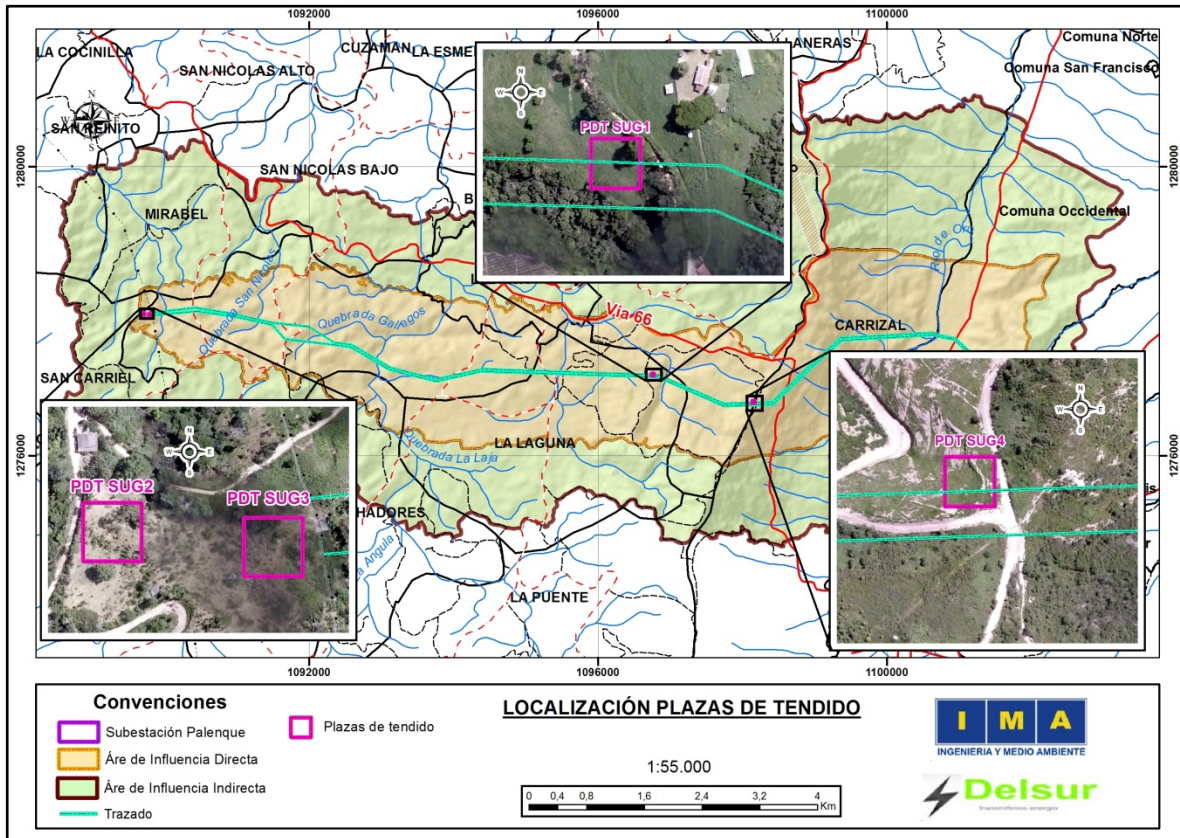 1092000
1096000
1100000
LA COCINILLA
CUZAMAN
LA ESME
LANERAS
Comuna Norte
SAN NICOLAS ALTO
Comuna San Francisco
N
W E
S
SAN REINITO
N
W E
S
PDT SUG1
1280000
1280000
SAN NICOLAS BAJO
MIRABEL
B
Comuna Occidental
Rio de Oro
Quebrada San Nicolas
Quebrada Gallegos
Via 66
CARRIZAL
SAN CARRIEL
N
W E
S
PDT SUG2
PDT SUG3
LA LAGUNA
Quebrada La Laja
N
W E
S
PDT SUG4
1276000
1276000
HADORES
La Angula
LA PUENTE
1092000
1096000
1100000
Convenciones
Subestación Palenque
Áre de Influencia Directa
Áre de Influencia Indirecta
Trazado
Plazas de tendido
LOCALIZACIÓN PLAZAS DE TENDIDO
1:55.000
0 0,4 0,8 1,6 2,4 3,2 4
Km
I M A
INGENIERIA Y MEDIO AMBIENTE
Delsur
transmitimos energía